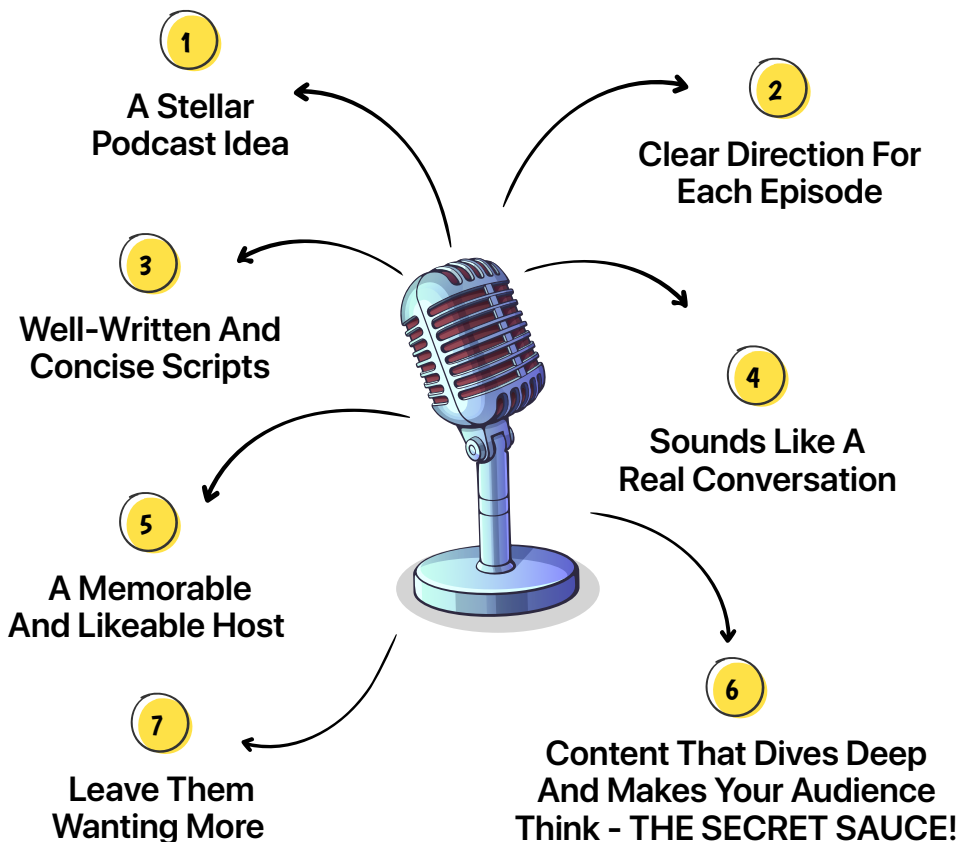 1
A Stellar
Podcast Idea
2
Clear Direction For
Each Episode
3
Well-Written And
Concise Scripts
4
Sounds Like A
Real Conversation
5
A Memorable
And Likeable Host
6
Content That Dives Deep
And Makes Your Audience
Think - THE SECRET SAUCE!
7
Leave Them
Wanting More